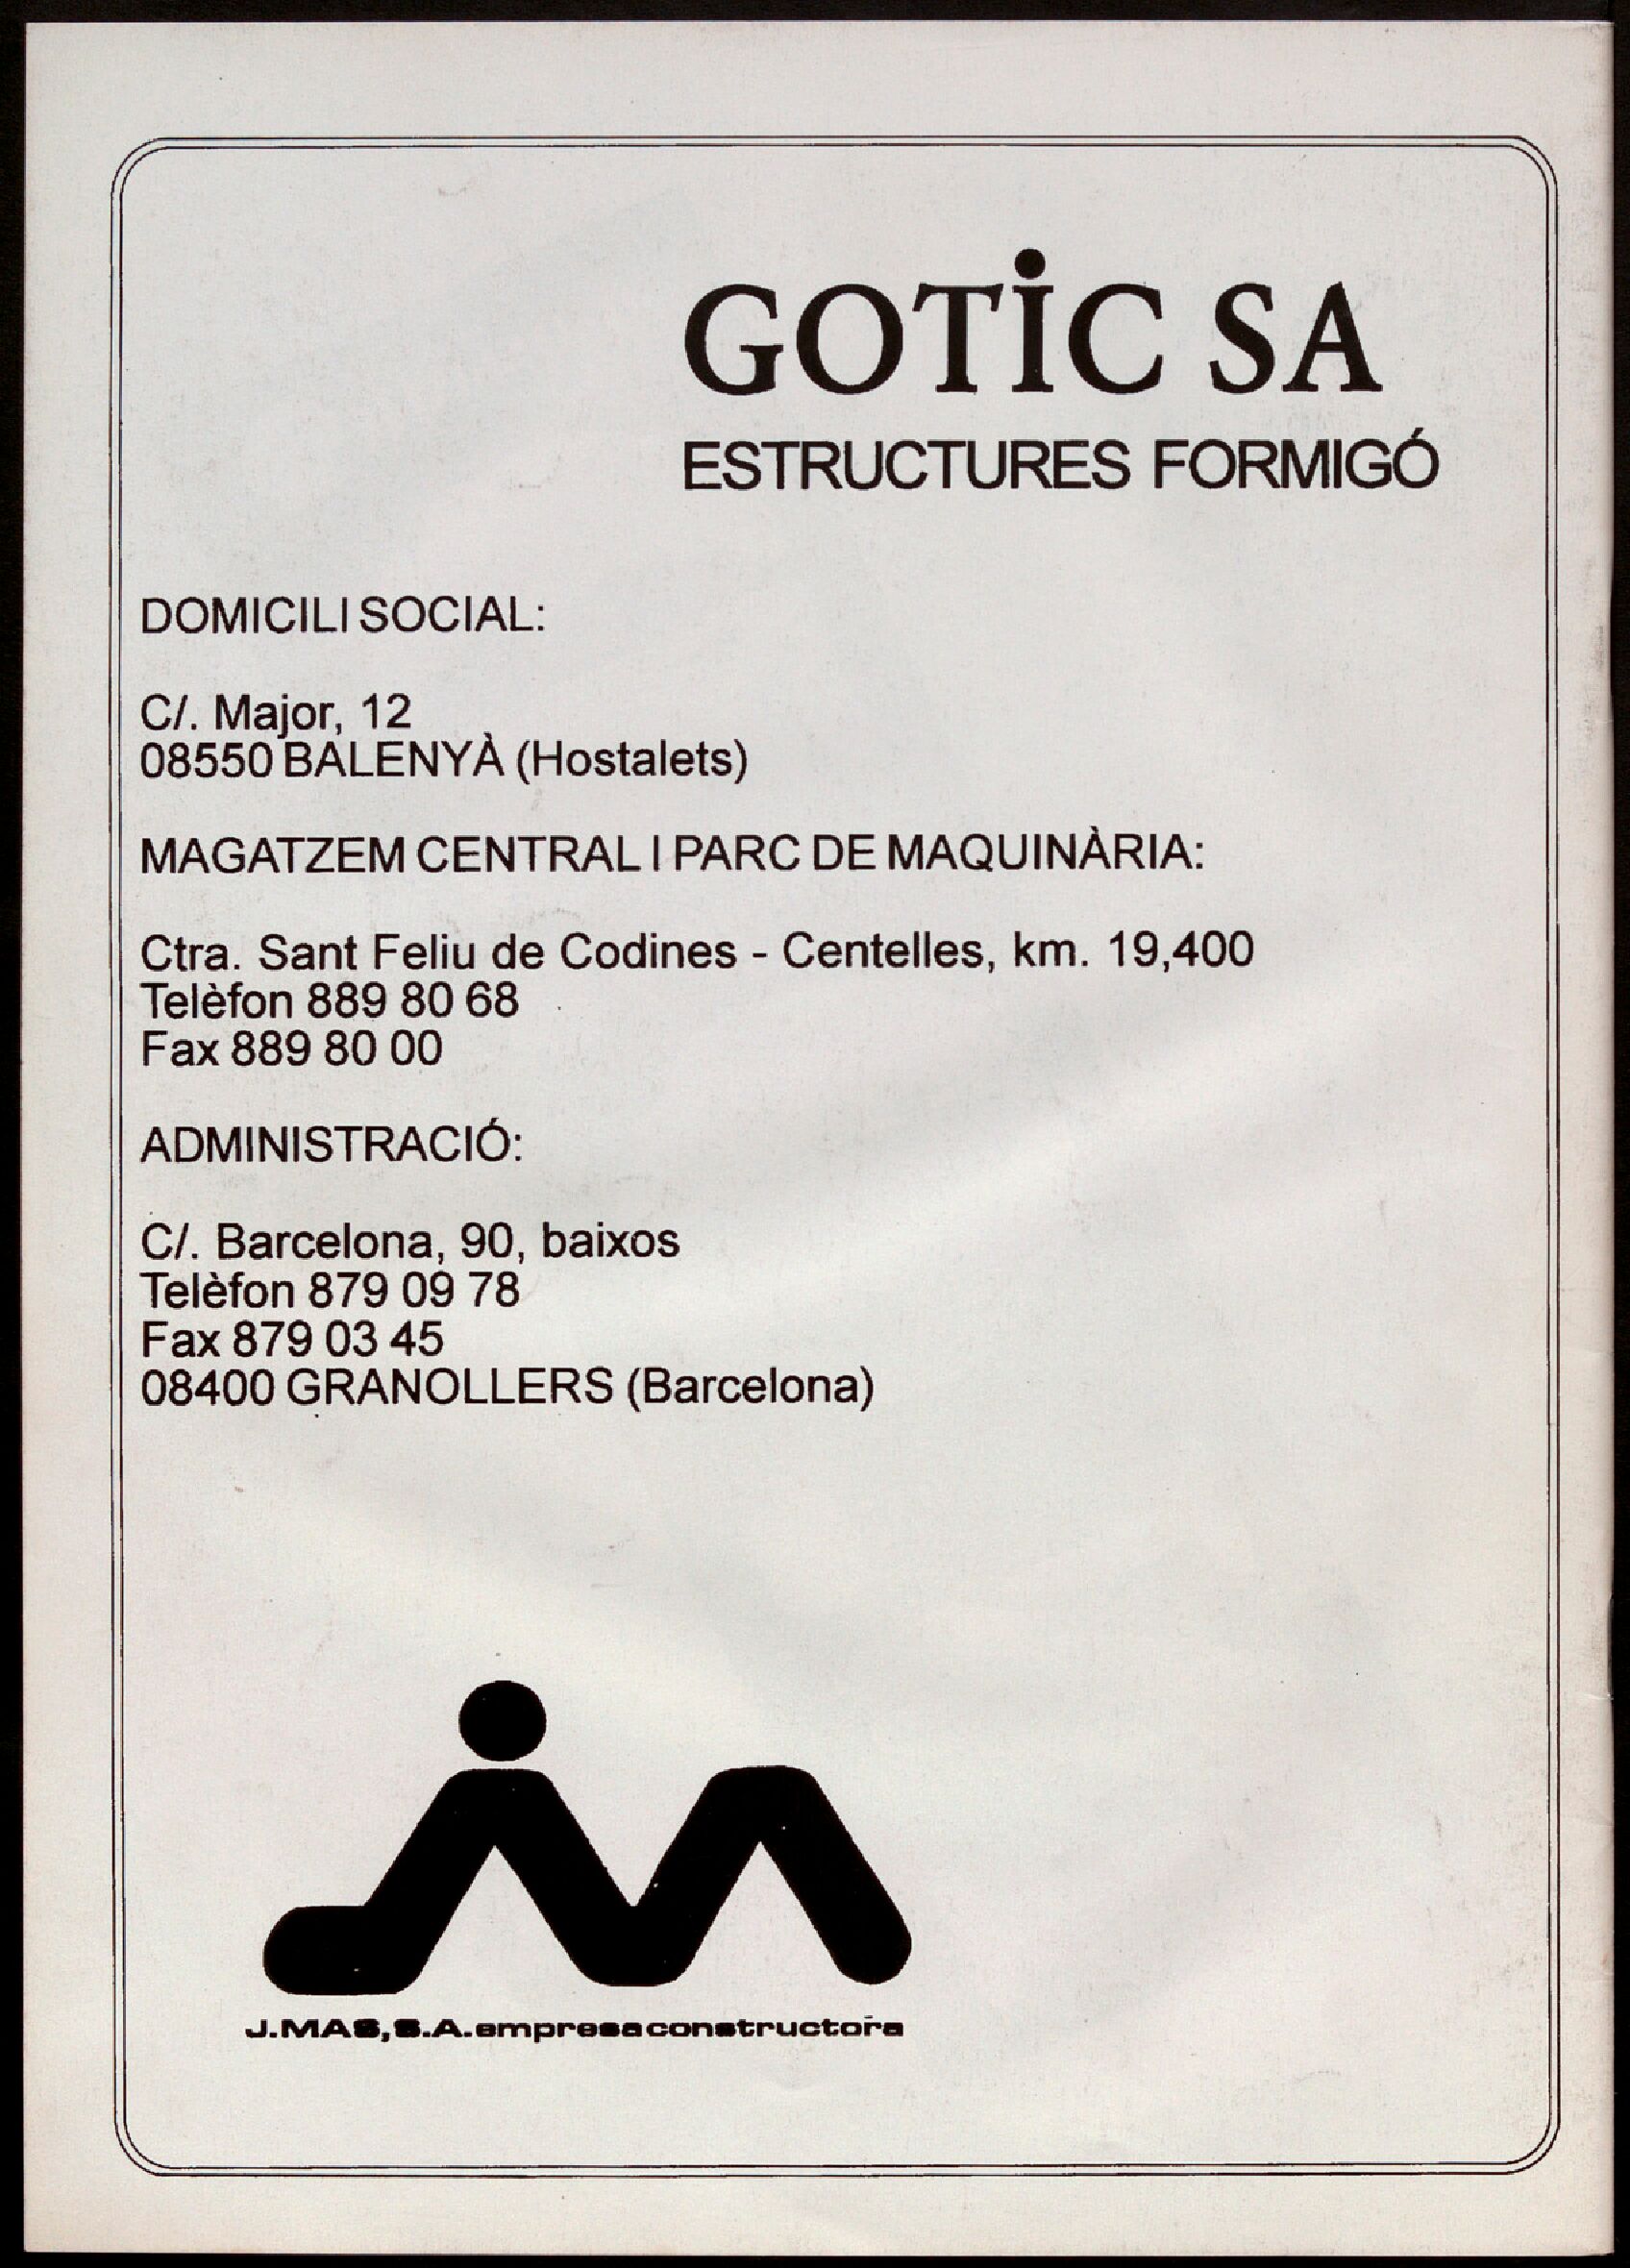 GOTİC SA
ESTRUCTURES FORMIGÓ
DOMICILI SOCIAL:
C/. Major, 12
08550 BALENYÀ (Hostalets)
MAGATZEM CENTRAL I PARC DE MAQUINÀRIA:
Ctra. Sant Feliu de Codines - Centelles, km. 19,400
Telèfon 889 80 68
Fax 889 80 00
ADMINISTRACIÓ:
C/. Barcelona, 90, baixos
Telèfon 879 09 78
Fax 879 03 45
08400 GRANOLLERS (Barcelona)
J.MAS,S.A.empresaconstructora